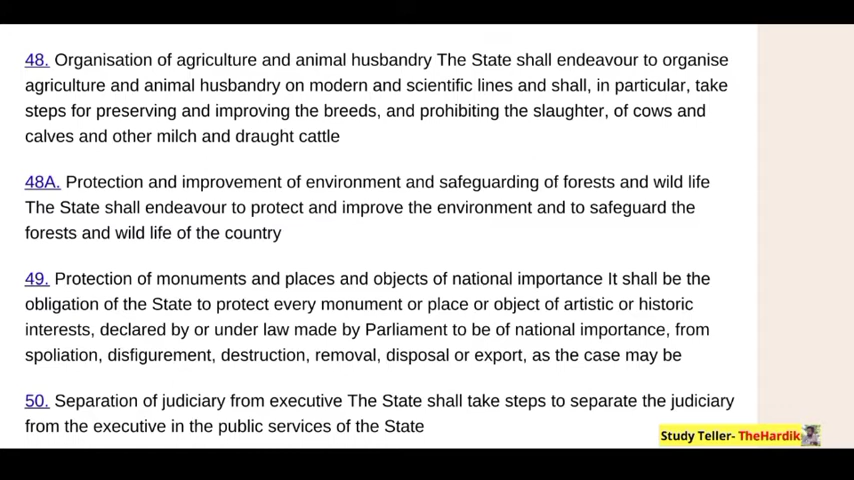 48. Organisation of agriculture and animal husbandry The State shall endeavour to organise
agriculture and animal husbandry on modern and scientific lines and shall, in particular, take
steps for preserving and improving the breeds, and prohibiting the slaughter, of cows and
calves and other milch and draught cattle
48A. Protection and improvement of environment and safeguarding of forests and wild life
The State shall endeavour to protect and improve the environment and to safeguard the
forests and wild life of the country
49. Protection of monuments and places and objects of national importance It shall be the
obligation of the State to protect every monument or place or object of artistic or historic
interests, declared by or under law made by Parliament to be of national importance, from
spoliation, disfigurement, destruction, removal, disposal or export, as the case may be
50. Separation of judiciary from executive The State shall take steps to separate the judiciary
from the executive in the public services of the State
Study Teller- TheHardik